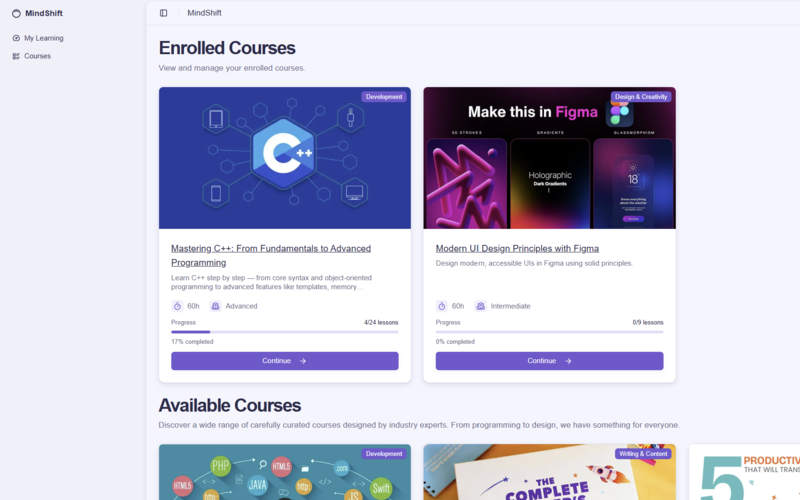 MindShift
My Learning
Courses
MindShift
Enrolled Courses
View and manage your enrolled courses.
Development
C++
Mastering C++: From Fundamentals to Advanced
Programming
Learn C++ step by step — from core syntax and object-oriented
programming to advanced features like templates, memory...
60h
Advanced
Progress
4/24 lessons
17% completed
Continue
Design & Creativity
Make this in Figma
3D STROKES
GRADIENTS
GLASSMORPHISM
Holographic
Dark Gradients
18°
Modern UI Design Principles with Figma
Design modern, accessible UIs in Figma using solid principles.
60h
Intermediate
Progress
0/9 lessons
0% completed
Continue
Available Courses
Discover a wide range of carefully curated courses designed by industry experts. From programming to design, we have something for everyone.
Development
PHP
HTML5
.com
HTML5
JAVA
http
Swift
http
JS
Writing & Content
THE
COMPLETE
5
PRODUCTIV
THAT WILL TRANS